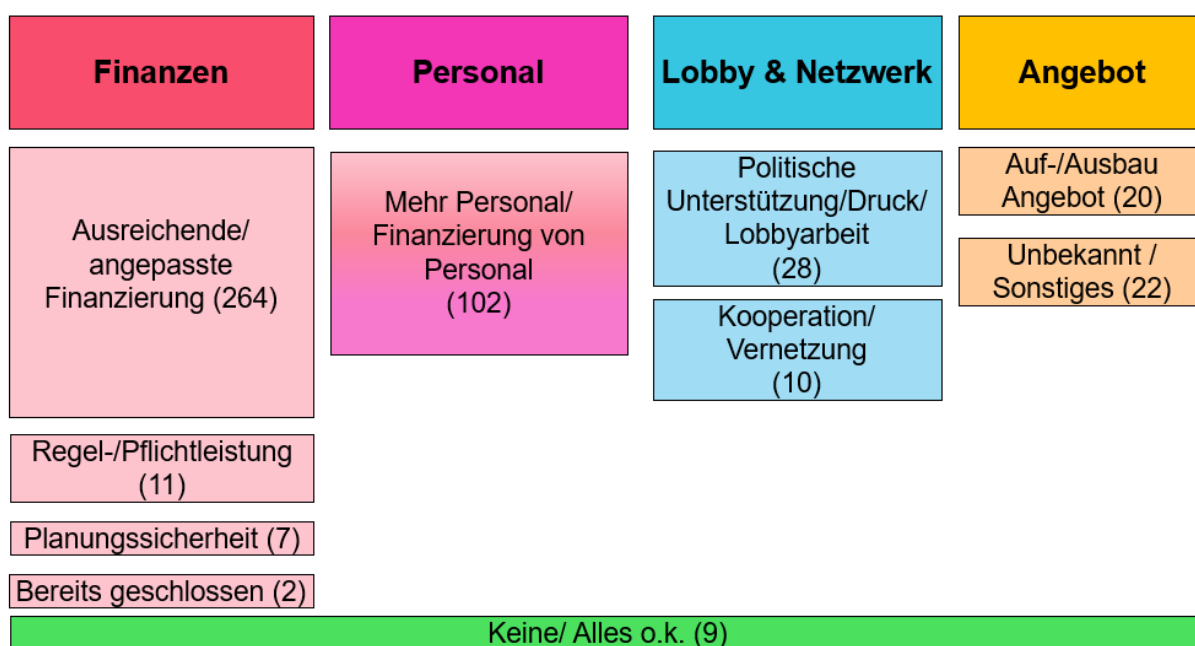 Finanzen
Ausreichende/
angepasste
Finanzierung (264)
Regel-/Pflichtleistung
(11)
Planungssicherheit (7)
Bereits geschlossen (2)
Personal
Mehr Personal/
Finanzierung von
Personal
(102)
Lobby & Netzwerk
Politische
Unterstützung/Druck/
Lobbyarbeit
(28)
Kooperation/
Vernetzung
(10)
Angebot
Auf-/Ausbau
Angebot (20)
Unbekannt /
Sonstiges (22)
Keine/ Alles o.k. (9)